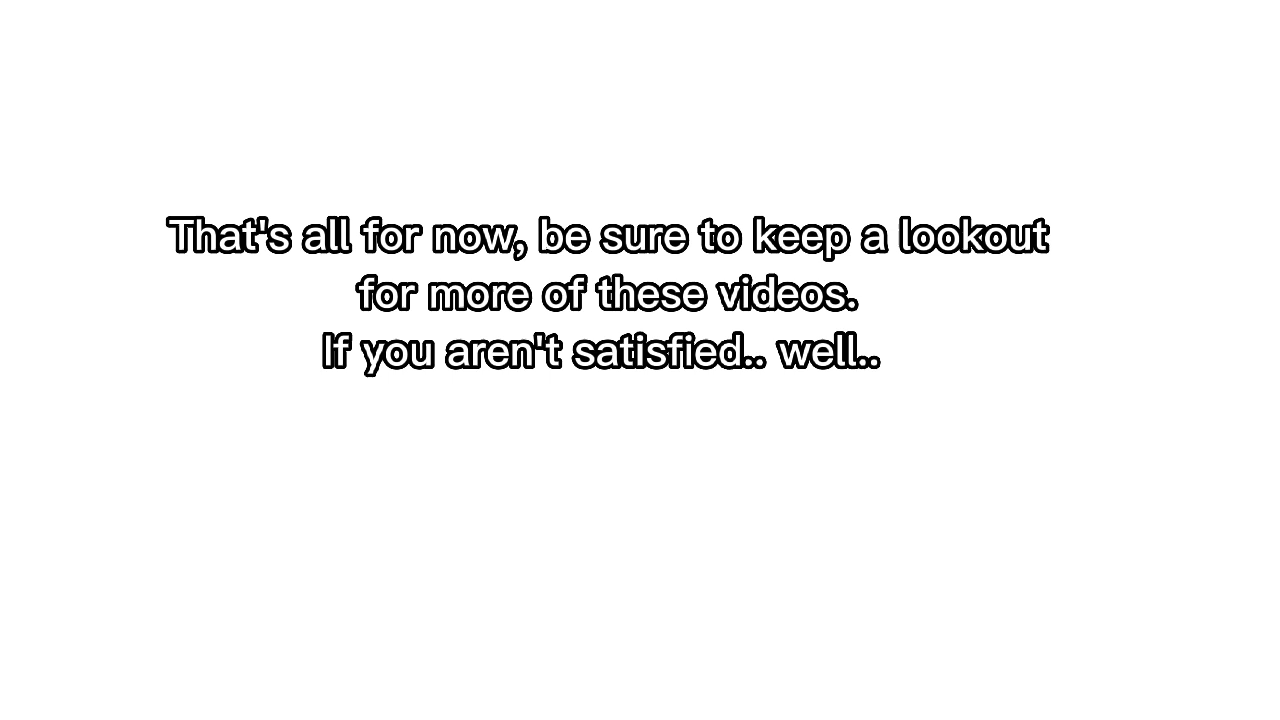 That's all for now, be sure to keep a lookout
for more of these videos.
If you aren't satisfied.. well..